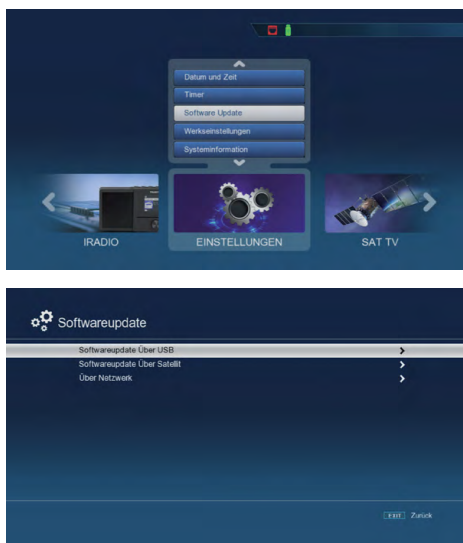 Datum und Zeit
Timer
Software Update
Werkseinstellungen
Systeminformation
IRADIO
EINSTELLUNGEN
SAT TV
Softwareupdate
Softwareupdate Über USB
Softwareupdate Über Satellit
Über Netzwerk
EXIT Zurück